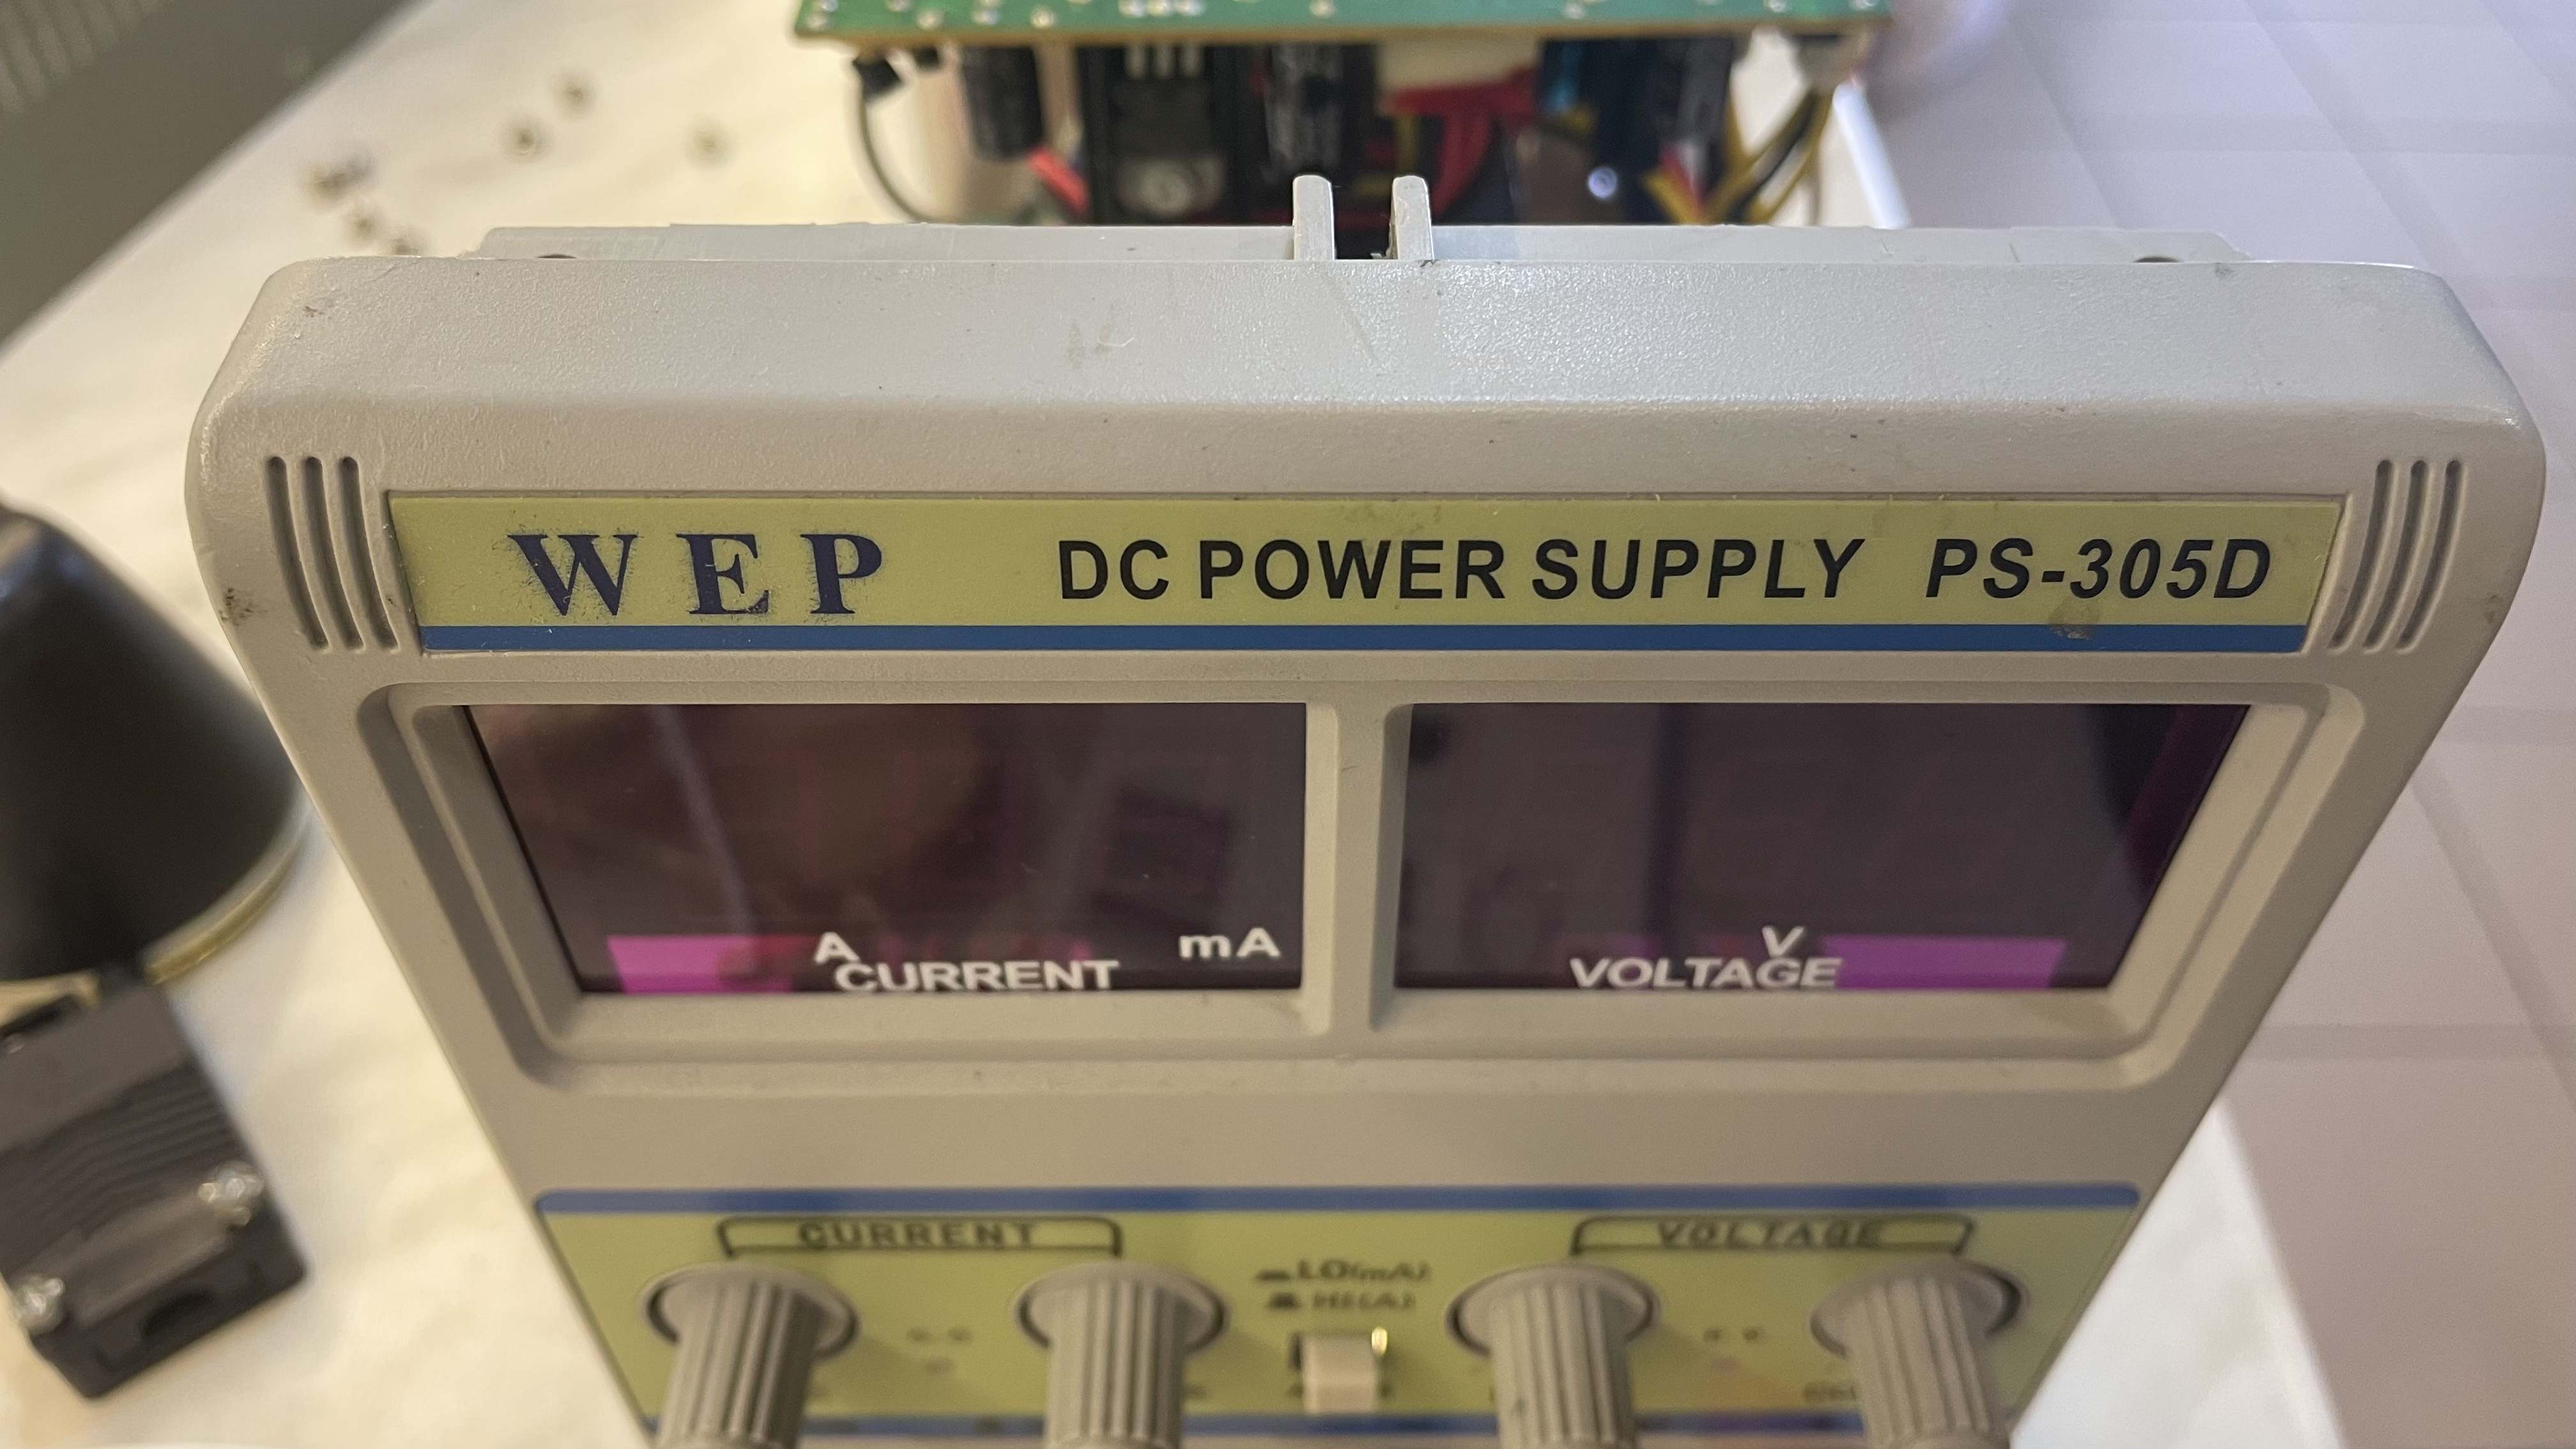 WEP DC POWER SUPPLY PS-305D
A mA
CURRENT
V
VOLTAGE
CURRENT VOLTAGE
LO(mA)
HI(A)